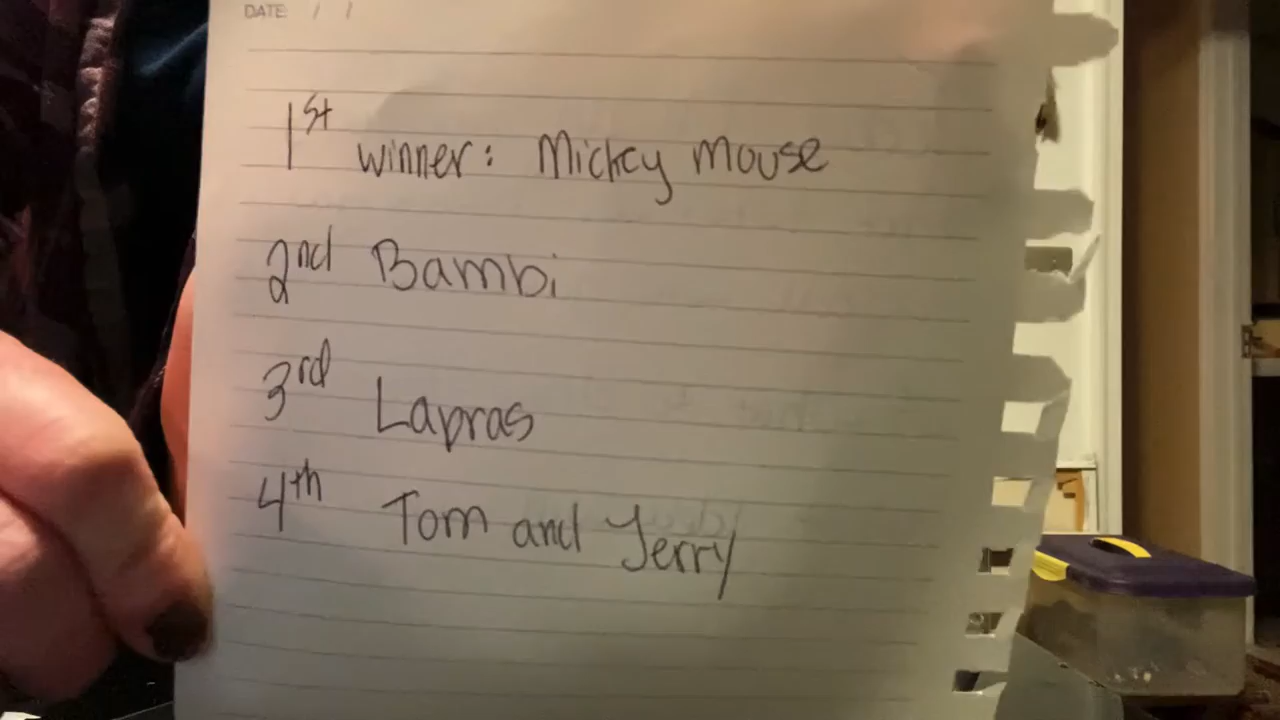 DATE / /
1st winner: Mickey Mouse
2nd Bambi
3rd Lapras
4th Tom and Jerry